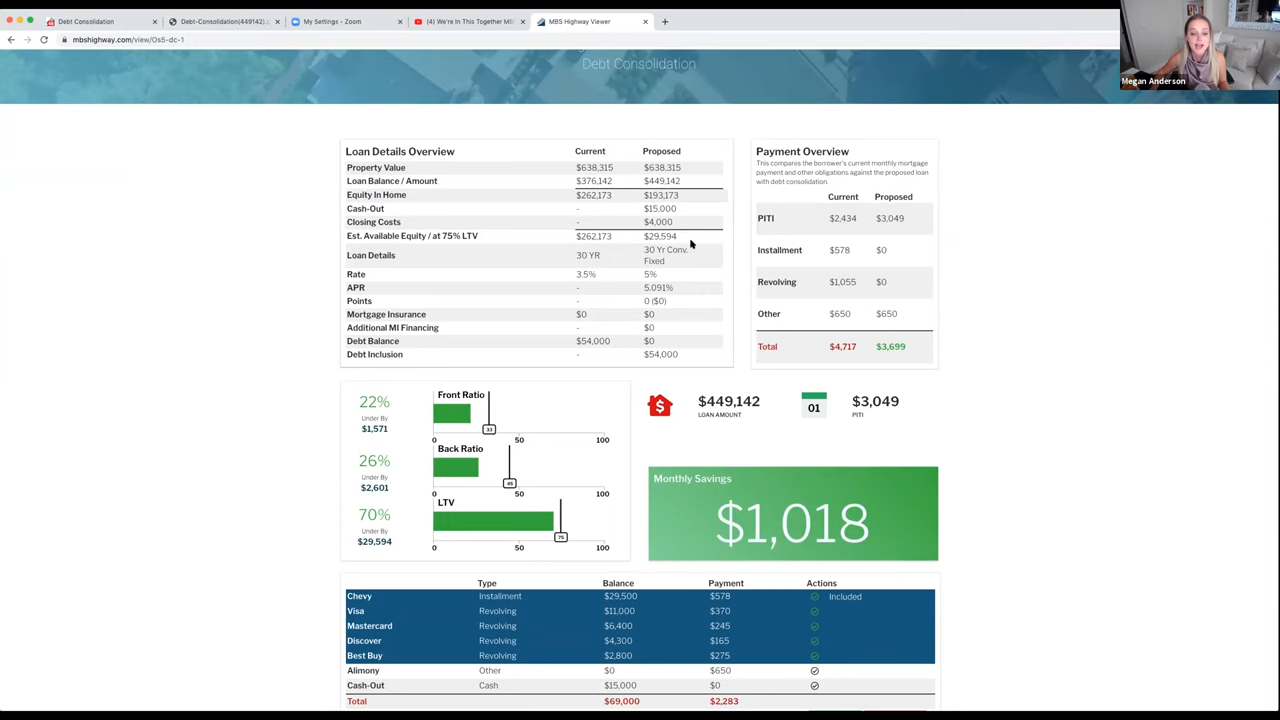 Debt Consolidation
Debt-Consolidation(449142).
My Settings - Zoom
(4) We're In This Together MB
MBS Highway Viewer
mbshighway.com/view/Os5-dc-1
Megan Anderson
Debt Consolidation
Loan Details Overview Current Proposed
Property Value $638,315 $638,315
Loan Balance / Amount $376,142 $449,142
Equity In Home $262,173 $193,173
Cash-Out - $15,000
Closing Costs - $4,000
Est. Available Equity / at 75% LTV $262,173 $29,594
Loan Details 30 YR 30 Yr Conv. Fixed
Rate 3.5% 5%
APR - 5.091%
Points - 0 ($0)
Mortgage Insurance $0 $0
Additional MI Financing - $0
Debt Balance $54,000 $0
Debt Inclusion - $54,000
Payment Overview
This compares the borrower's current monthly mortgage
payment and other obligations against the proposed loan
with debt consolidation.
Current Proposed
PITI $2,434 $3,049
Installment $578 $0
Revolving $1,055 $0
Other $650 $650
Total $4,717 $3,699
22%
Under By
$1,571
Front Ratio
33
0 50 100
26%
Under By
$2,601
Back Ratio
45
0 50 100
70%
Under By
$29,594
LTV
75
0 50 100
$449,142
LOAN AMOUNT
01
$3,049
PITI
Monthly Savings
$1,018
Type Balance Payment Actions
Chevy Installment $29,500 $578 Included
Visa Revolving $11,000 $370
Mastercard Revolving $6,400 $245
Discover Revolving $4,300 $165
Best Buy Revolving $2,800 $275
Alimony Other $0 $650
Cash-Out Cash $15,000 $0
Total $69,000 $2,283